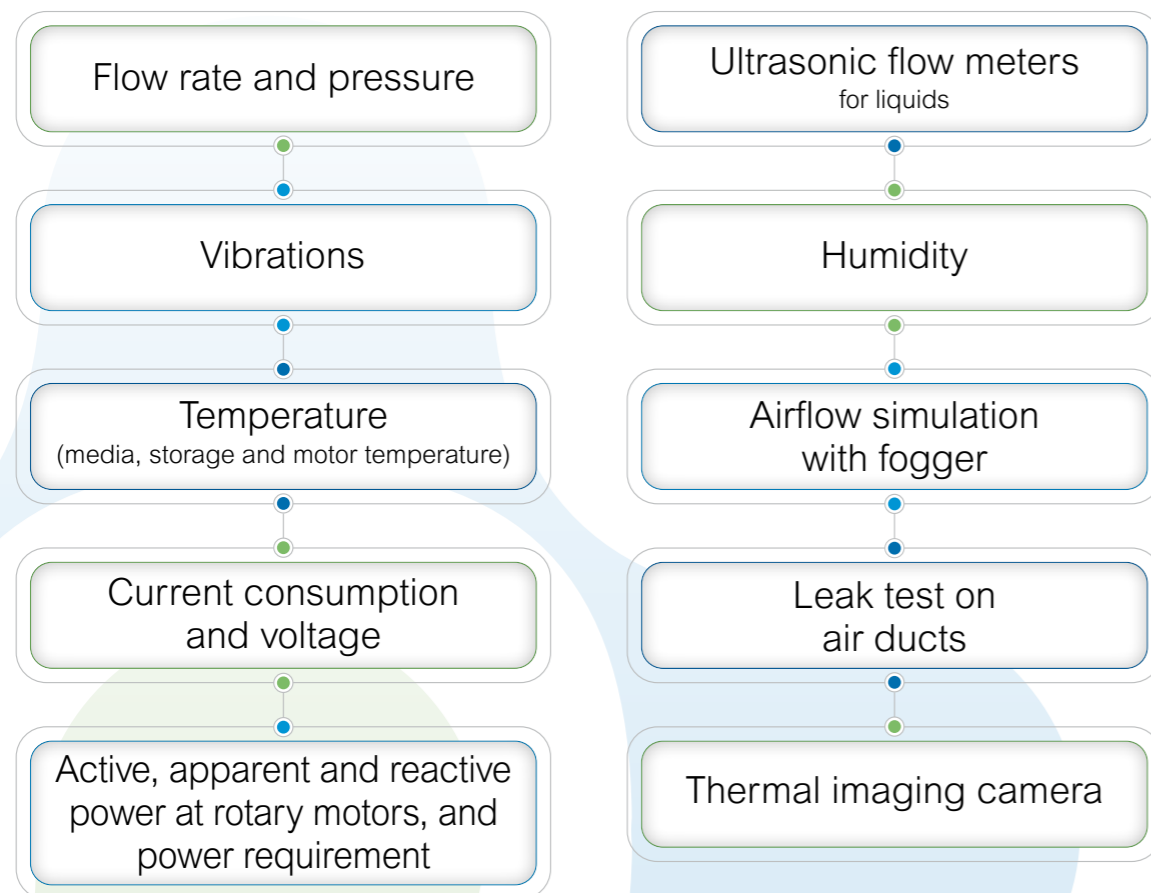 Flow rate and pressure
Vibrations
Temperature
(media, storage and motor temperature)
Current consumption
and voltage
Active, apparent and reactive
power at rotary motors, and
power requirement
Ultrasonic flow meters
for liquids
Humidity
Airflow simulation
with fogger
Leak test on
air ducts
Thermal imaging camera